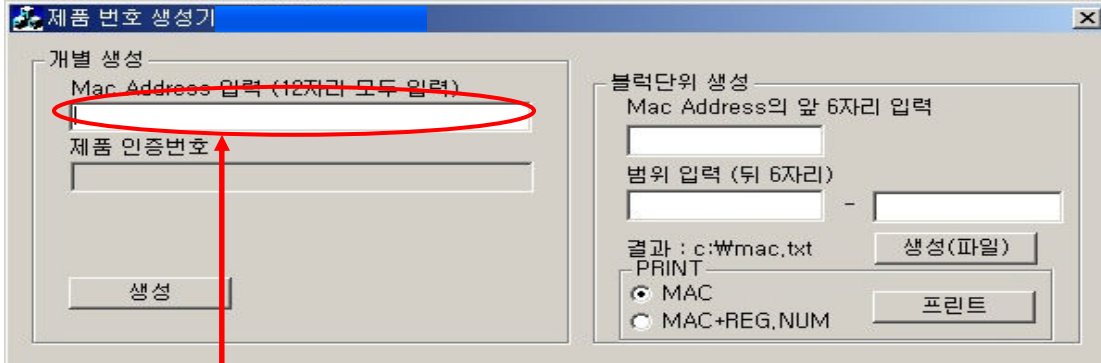 제품 번호 생성기
개별 생성
Mac Address 입력 (12자리 모두 입력)
제품 인증번호
생성
블럭단위 생성
Mac Address의 앞 6자리 입력
범위 입력 (뒤 6자리)
-
결과 : c:₩mac.txt
생성(파일)
PRINT
MAC
MAC+REG.NUM
프린트